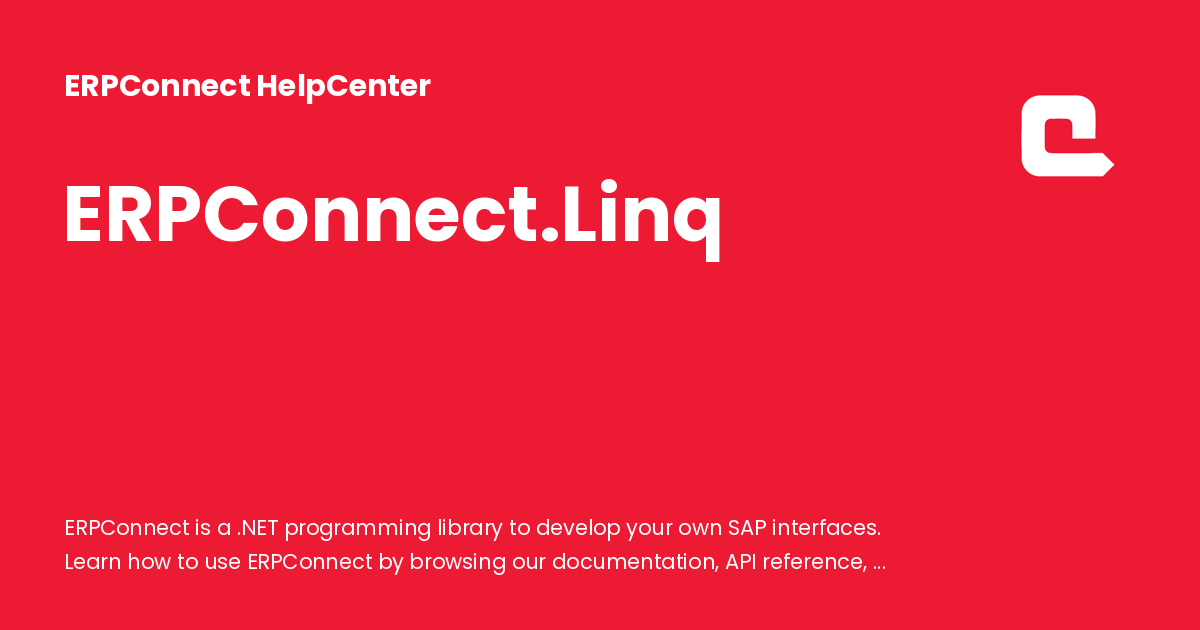 ERPConnect HelpCenter
ERPConnect.Linq
ERPConnect is a .NET programming library to develop your own SAP interfaces.
Learn how to use ERPConnect by browsing our documentation, API reference, ...